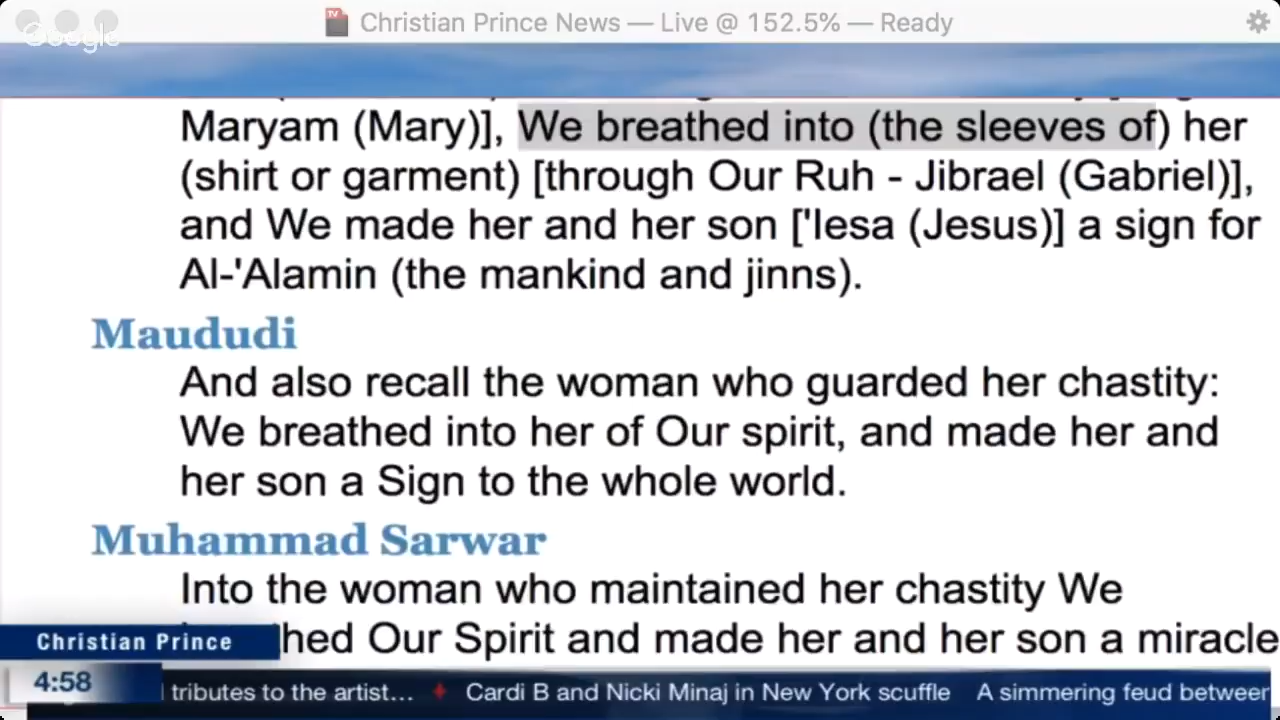 Christian Prince News — Live @ 152.5% — Ready
Google
Maryam (Mary)], We breathed into (the sleeves of) her
(shirt or garment) [through Our Ruh - Jibrael (Gabriel)],
and We made her and her son ['Iesa (Jesus)] a sign for
Al-'Alamin (the mankind and jinns).
Maududi
And also recall the woman who guarded her chastity:
We breathed into her of Our spirit, and made her and
her son a Sign to the whole world.
Muhammad Sarwar
Into the woman who maintained her chastity We
thed Our Spirit and made her and her son a miracle
Christian Prince
4:58
tributes to the artist... Cardi B and Nicki Minaj in New York scuffle A simmering feud between